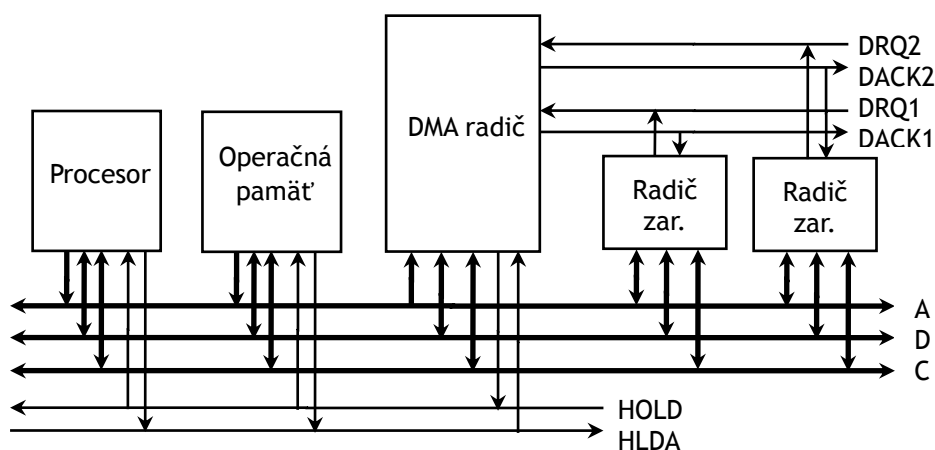 DRQ2
DACK2
DRQ1
DACK1
DMA radič
Procesor
Operačná
pamäť
Radič
zar.
Radič
zar.
A
D
C
HOLD
HLDA